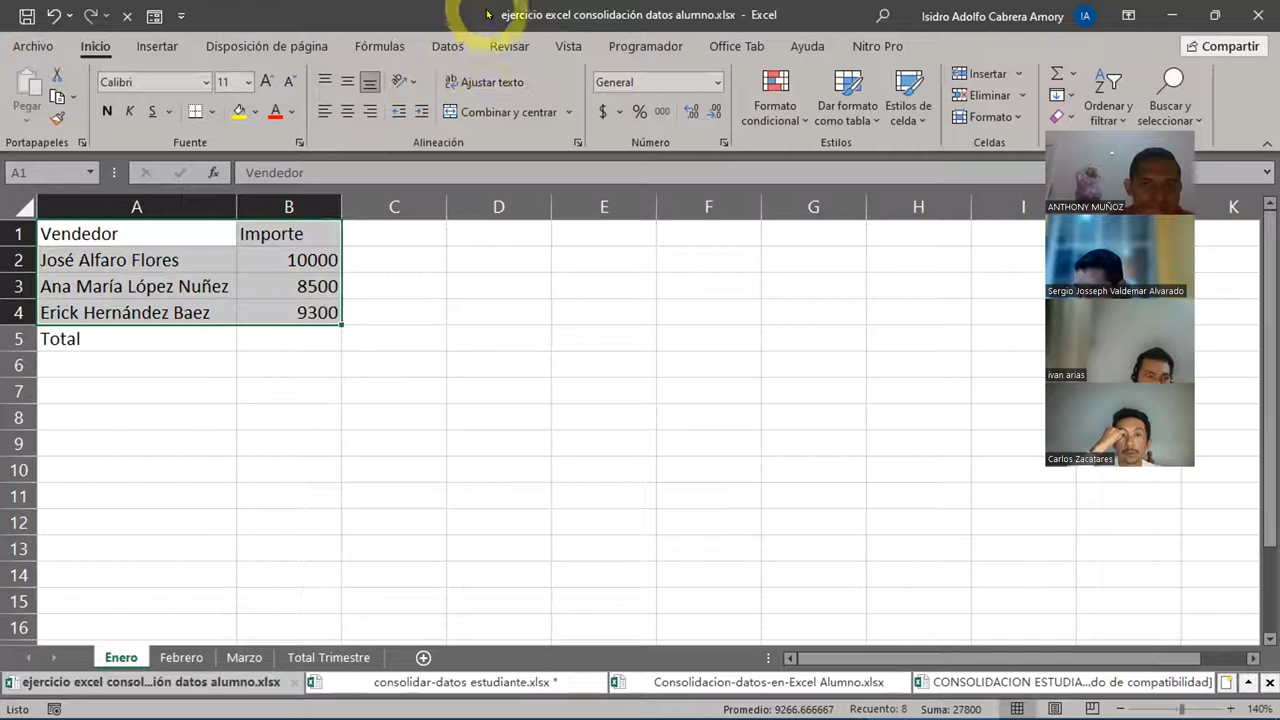 ejercicio excel consolidación datos alumno.xlsx - Excel
Isidro Adolfo Cabrera Amory
IA
Archivo Inicio Insertar Disposición de página Fórmulas Datos Revisar Vista Programador Office Tab Ayuda Nitro Pro Compartir
Pegar
Calibri 11
N K S
Ajustar texto
Combinar y centrar
General
$ % 000
Formato condicional
Dar formato como tabla
Estilos de celda
Insertar
Eliminar
Formato
Ordenar y filtrar
Buscar y seleccionar
Portapapeles Fuente Alineación Número Estilos Celdas
A1 fx Vendedor
A B C D E F G H I K
1 Vendedor Importe
2 José Alfaro Flores 10000
3 Ana María López Nuñez 8500
4 Erick Hernández Baez 9300
5 Total
6
7
8
9
10
11
12
13
14
15
16
ANTHONY MUÑOZ
Sergio Josseph Valdemar Alvarado
ivan arias
Carlos Zacatares
Enero Febrero Marzo Total Trimestre
ejercicio excel consol...ión datos alumno.xlsx consolidar-datos estudiante.xlsx * Consolidacion-datos-en-Excel Alumno.xlsx CONSOLIDACION ESTUDIA...do de compatibilidad]
Listo Promedio: 9266.666667 Recuento: 8 Suma: 27800 140%